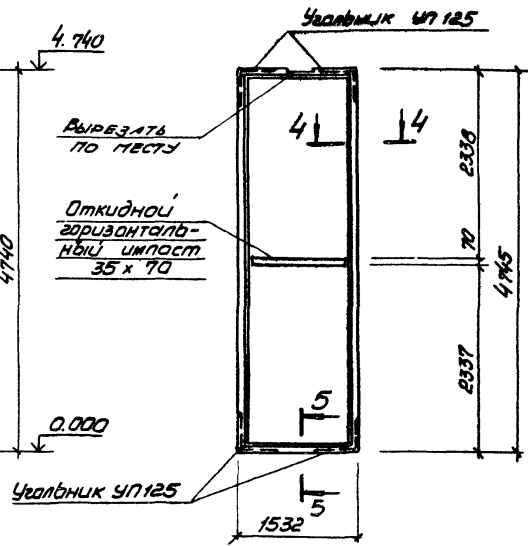 Угольник УП 125
4.740
Вырезать
по месту
4 4
2338
Откидной
горизонталь-
ный импост
35 x 70
70
4740
4745
2337
5
0.000
Угольник УП125
5
1532